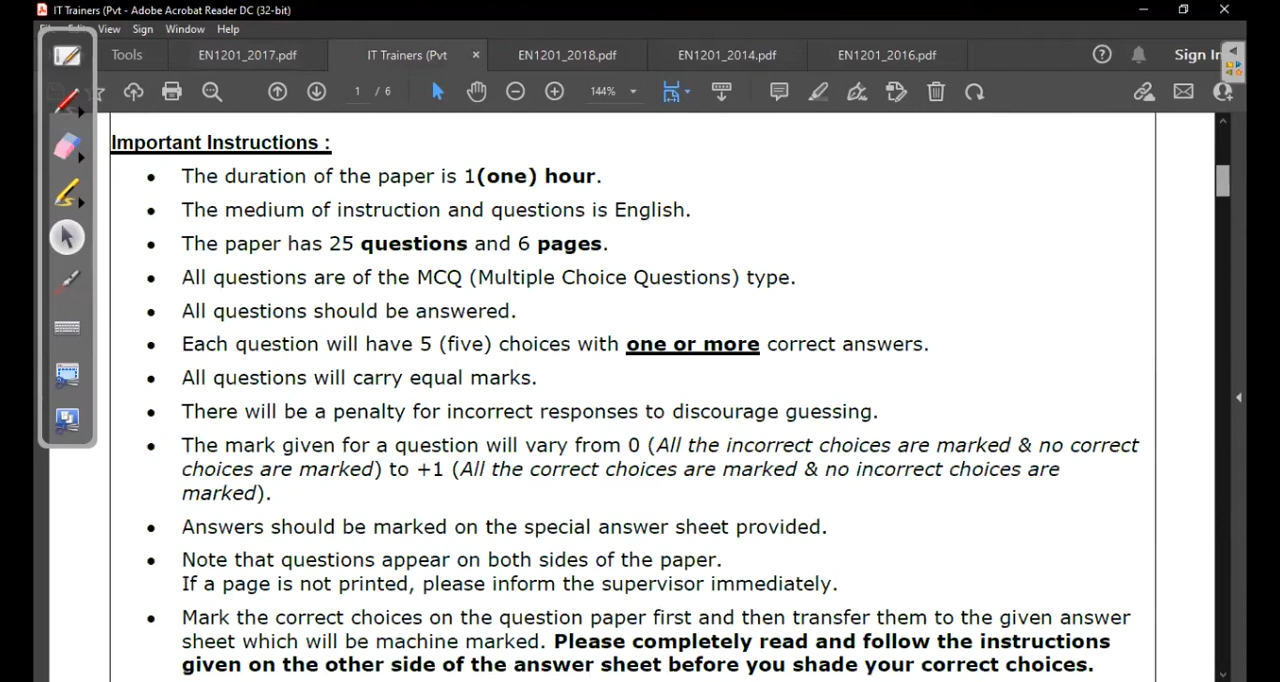 IT Trainers (Pvt - Adobe Acrobat Reader DC (32-bit)
View Sign Window Help
Tools EN1201_2017.pdf IT Trainers (Pvt × EN1201_2018.pdf EN1201_2014.pdf EN1201_2016.pdf Sign In
1 / 6 144%
Important Instructions :
• The duration of the paper is 1(one) hour.
• The medium of instruction and questions is English.
• The paper has 25 questions and 6 pages.
• All questions are of the MCQ (Multiple Choice Questions) type.
• All questions should be answered.
• Each question will have 5 (five) choices with one or more correct answers.
• All questions will carry equal marks.
• There will be a penalty for incorrect responses to discourage guessing.
• The mark given for a question will vary from 0 (All the incorrect choices are marked & no correct
choices are marked) to +1 (All the correct choices are marked & no incorrect choices are
marked).
• Answers should be marked on the special answer sheet provided.
• Note that questions appear on both sides of the paper.
If a page is not printed, please inform the supervisor immediately.
• Mark the correct choices on the question paper first and then transfer them to the given answer
sheet which will be machine marked. Please completely read and follow the instructions
given on the other side of the answer sheet before you shade your correct choices.